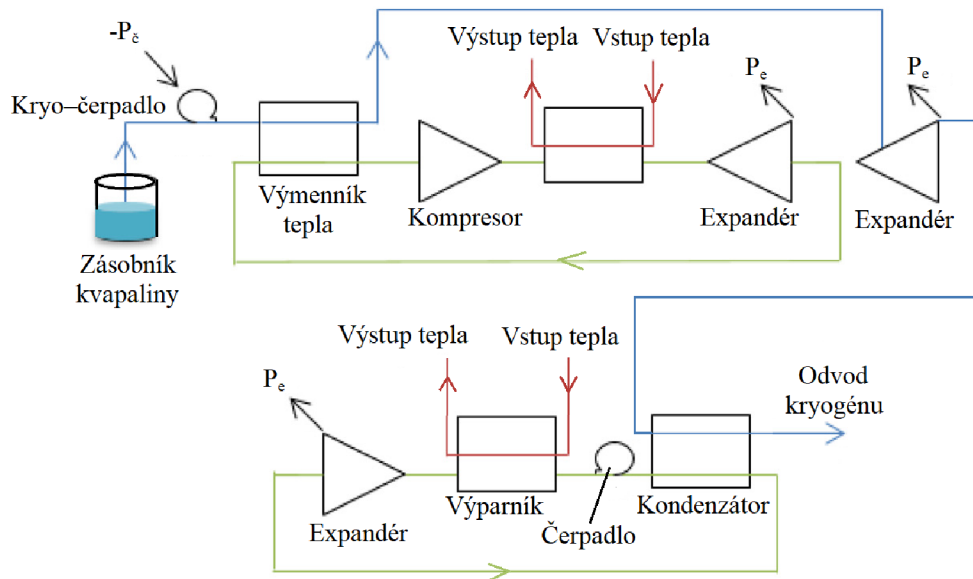 -Pč
Kryo–čerpadlo
Výstup tepla
Vstup tepla
Pe
Pe
Výmenník
tepla
Kompresor
Expandér
Expandér
Zásobník
kvapaliny
Výstup tepla
Vstup tepla
Pe
Odvod
kryogénu
Expandér
Výparník
Čerpadlo
Kondenzátor